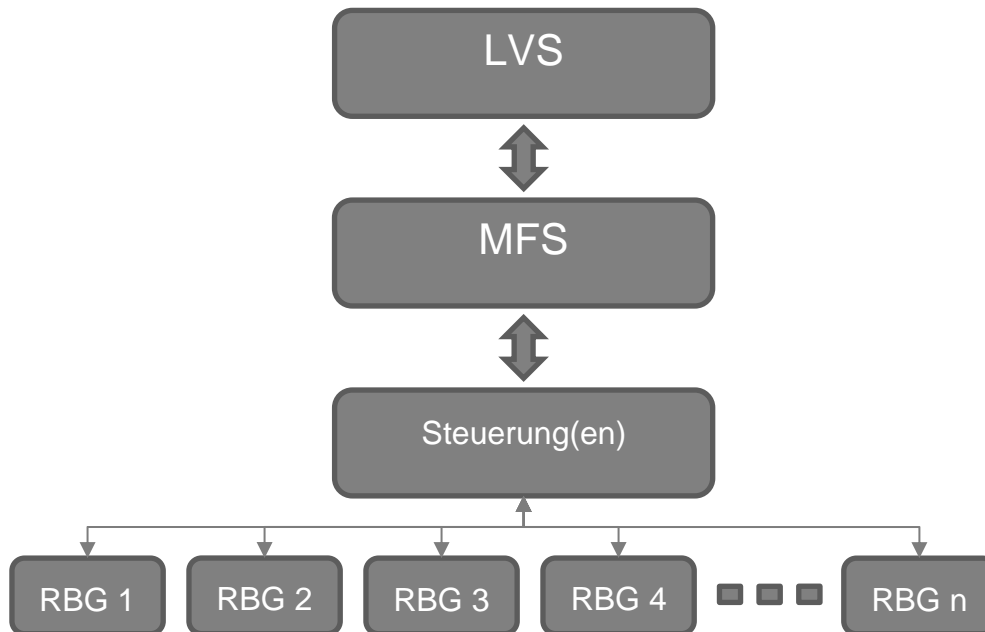 LVS
MFS
Steuerung(en)
RBG 1
RBG 2
RBG 3
RBG 4
RBG n